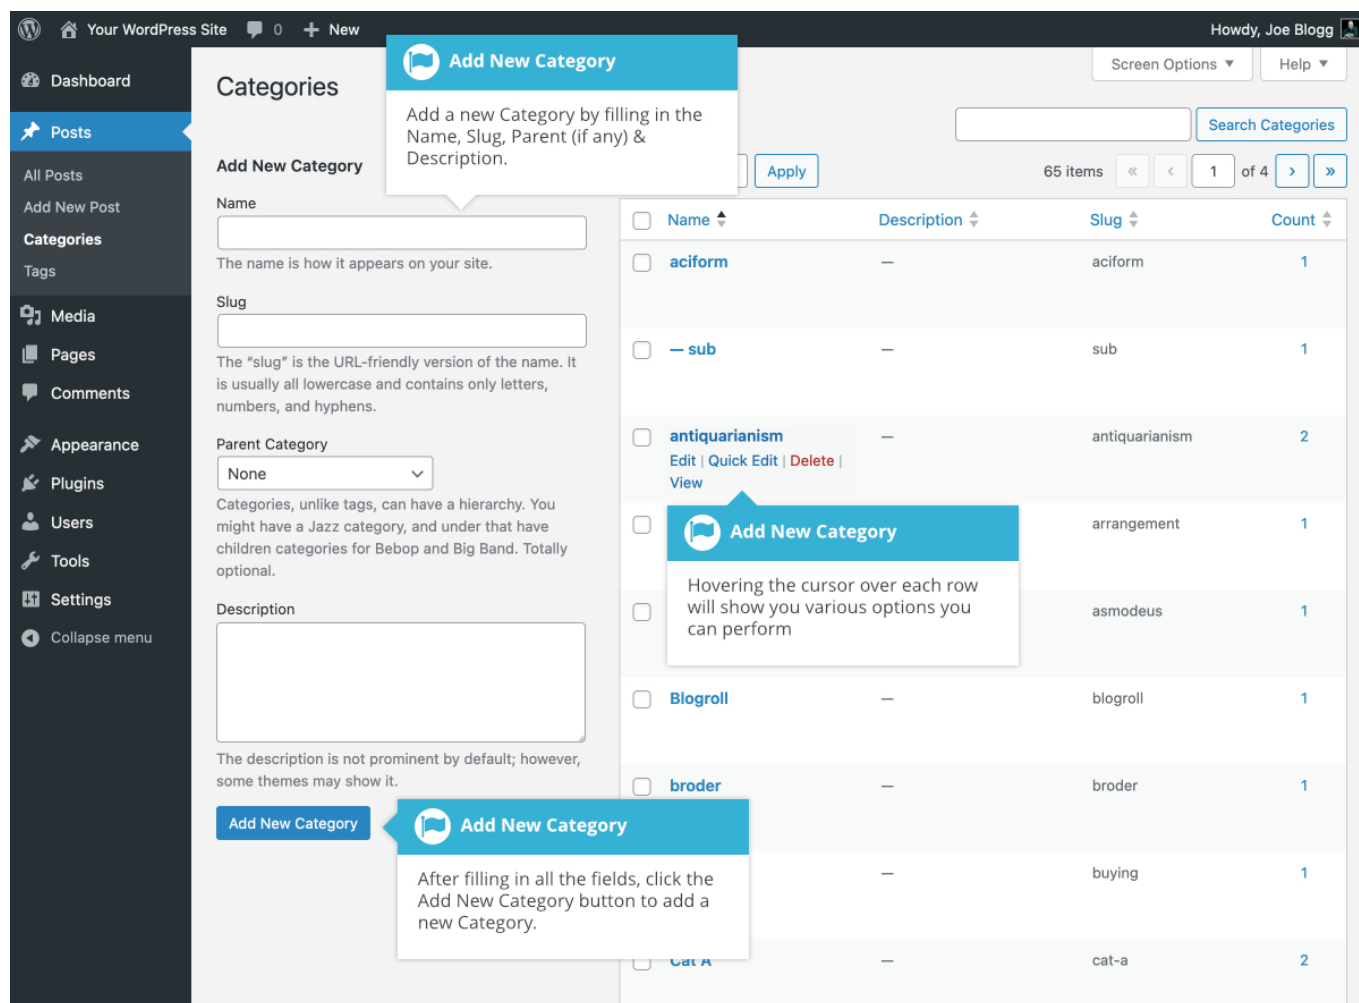 Your WordPress Site 0 New
Howdy, Joe Blogg
Dashboard
Posts
All Posts
Add New Post
Categories
Tags
Media
Pages
Comments
Appearance
Plugins
Users
Tools
Settings
Collapse menu
Categories
Screen Options ▼
Help ▼
Add New Category
Add a new Category by filling in the
Name, Slug, Parent (if any) &
Description.
Search Categories
Apply
65 items « ‹ 1 of 4 › »
Add New Category
Name
The name is how it appears on your site.
Slug
The “slug” is the URL-friendly version of the name. It
is usually all lowercase and contains only letters,
numbers, and hyphens.
Parent Category
None
Categories, unlike tags, can have a hierarchy. You
might have a Jazz category, and under that have
children categories for Bebop and Big Band. Totally
optional.
Description
The description is not prominent by default; however,
some themes may show it.
Add New Category
Add New Category
After filling in all the fields, click the
Add New Category button to add a
new Category.
Name Description Slug Count
aciform — aciform 1
— sub — sub 1
antiquarianism — antiquarianism 2
Edit | Quick Edit | Delete |
View
Add New Category
Hovering the cursor over each row
will show you various options you
can perform
arrangement 1
asmodeus 1
Blogroll — blogroll 1
broder — broder 1
— buying 1
Cat A — cat-a 2